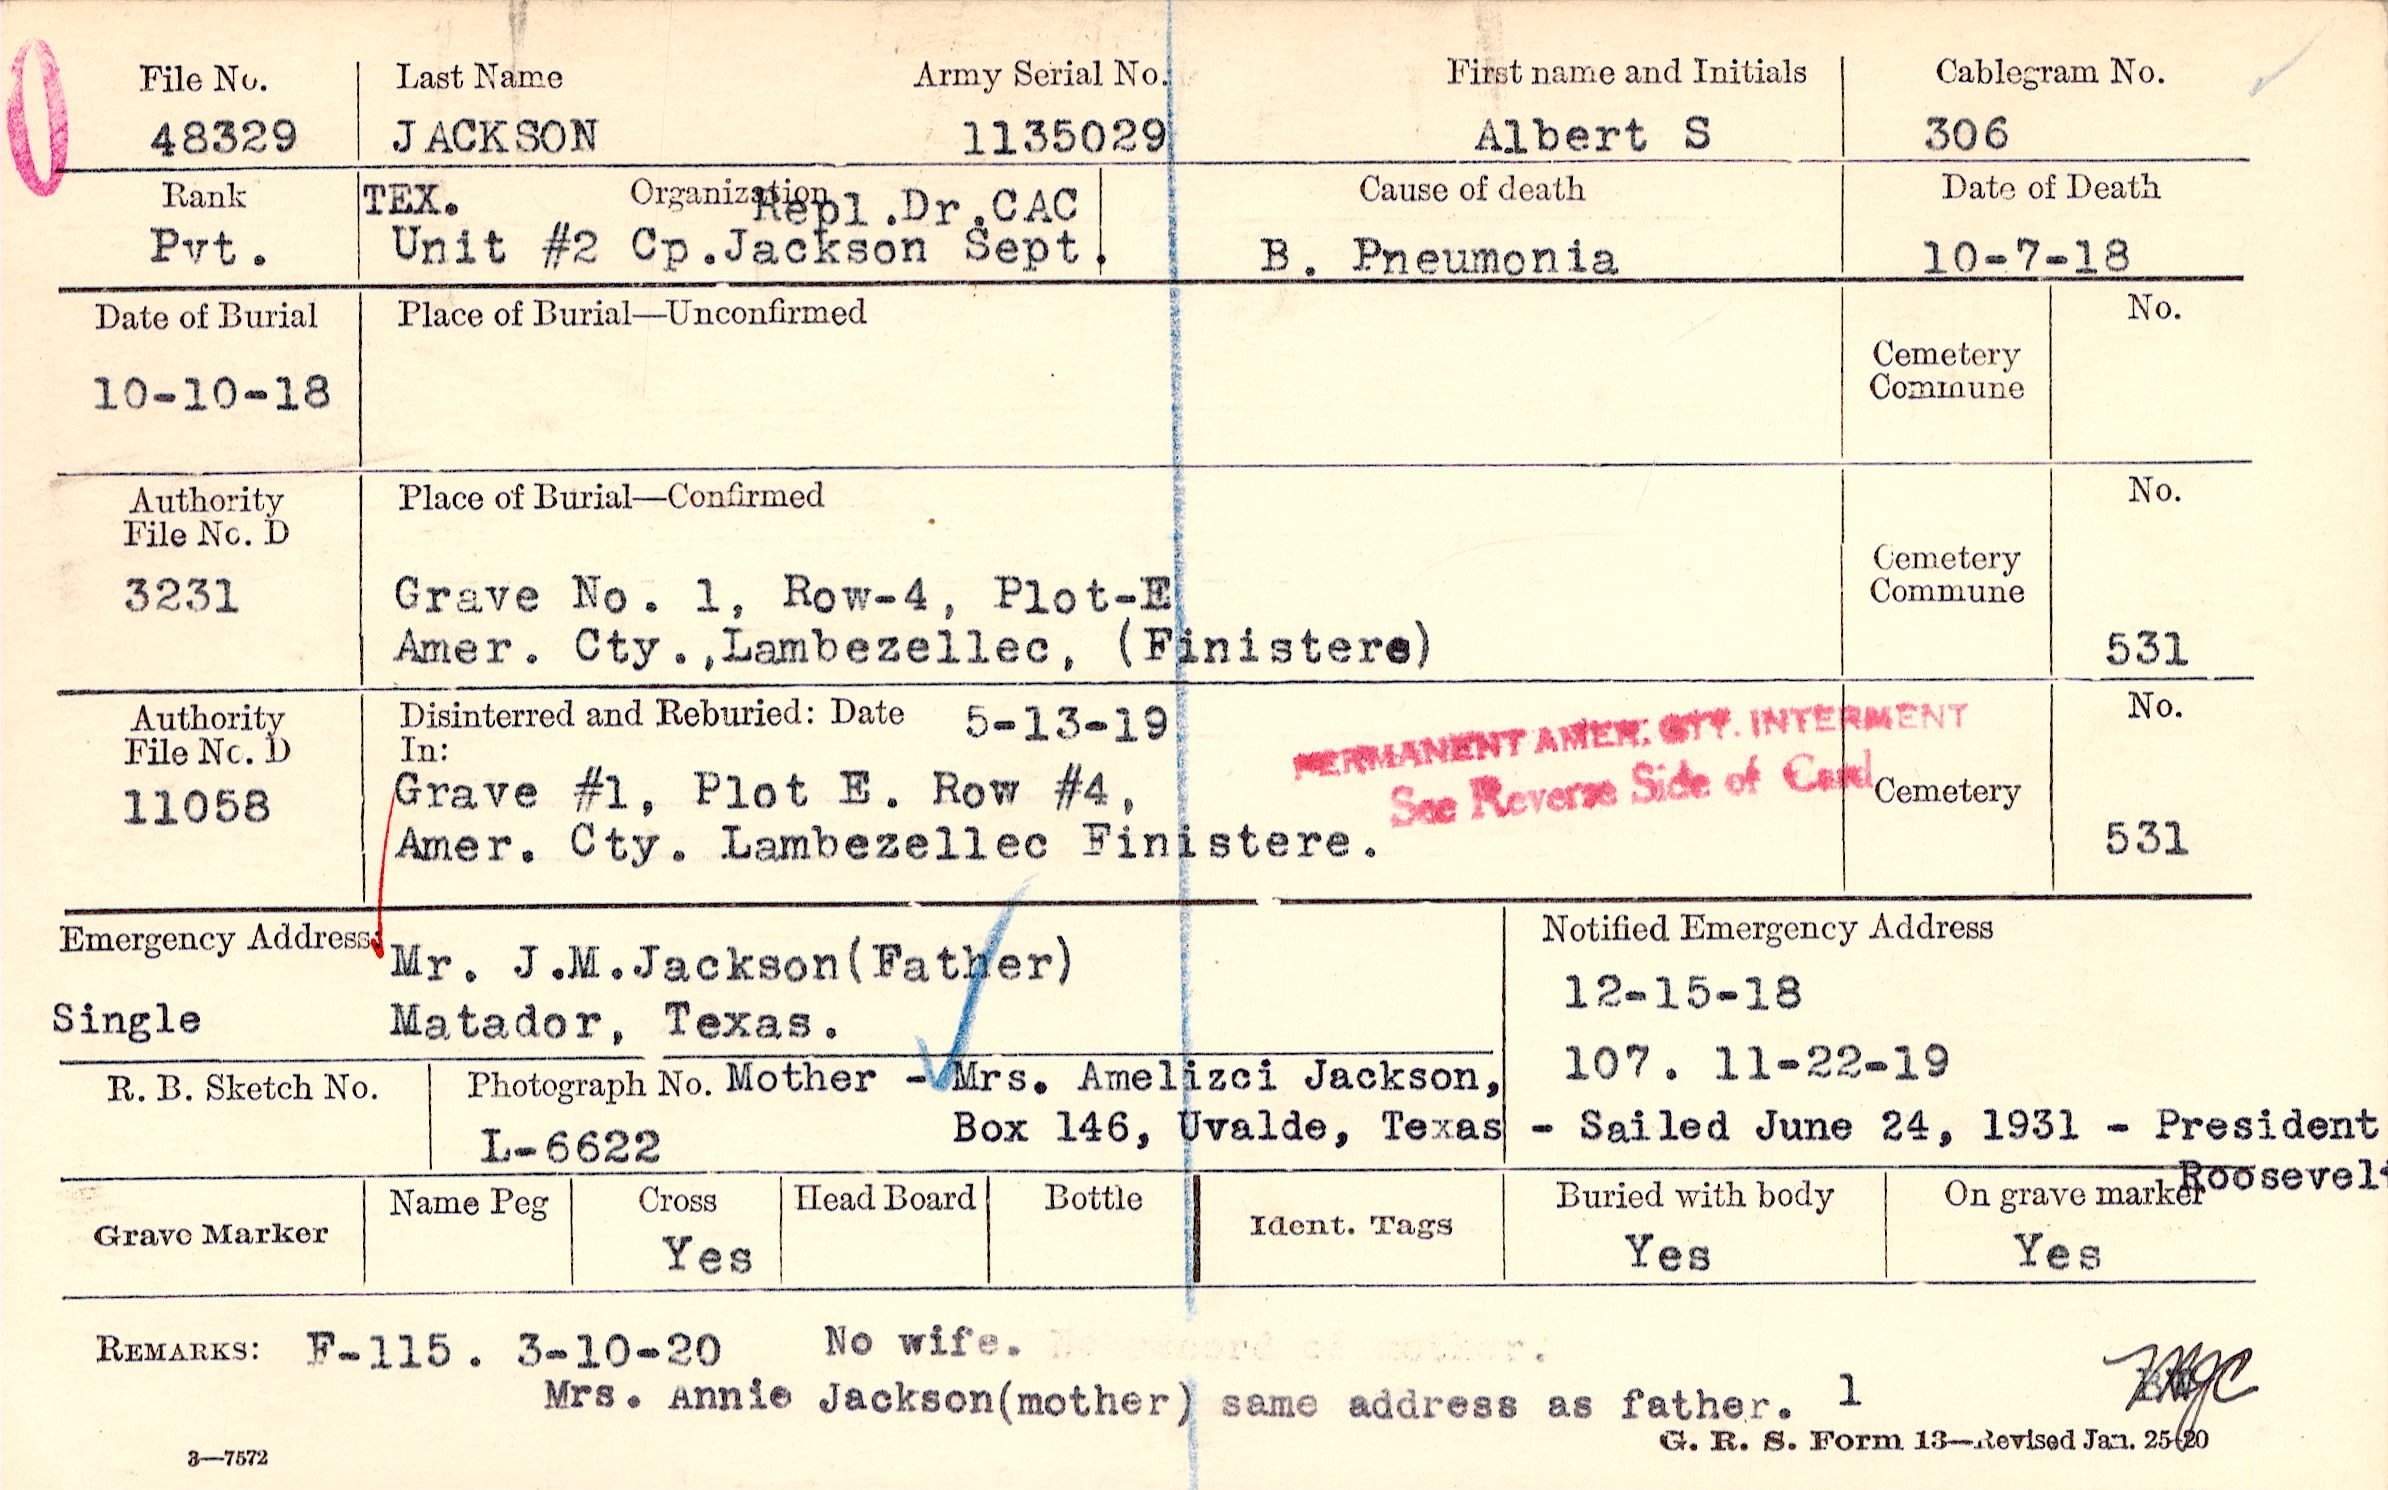 File No. Last Name Army Serial No. First name and Initials Cablegram No.
48329 JACKSON 1135029 Albert S 306
Rank TEX. Organization Cause of death Date of Death
Repl.Dr.CAC
Pvt. Unit #2 Cp.Jackson Sept. B. Pneumonia 10-7-18
Date of Burial Place of Burial—Unconfirmed No.
Cemetery
Commune
10-10-18
Authority Place of Burial—Confirmed No.
File No. D
Cemetery
Commune
3231 Grave No. 1, Row-4, Plot-E
Amer. Cty.,Lambezellec, (Finistere) 531
Authority Disinterred and Reburied: Date 5-13-19 No.
File No. D In:
PERMANENT AMER. CTY. INTERMENT
See Reverse Side of Card
11058 Grave #1, Plot E. Row #4, Cemetery
Amer. Cty. Lambezellec Finistere. 531
Emergency Address: Mr. J.M.Jackson(Father) Notified Emergency Address
12-15-18
Single Matador, Texas.
107. 11-22-19
R. B. Sketch No. Photograph No. Mother - Mrs. Amelizci Jackson,
L-6622 Box 146, Uvalde, Texas - Sailed June 24, 1931 - President
Roosevelt
Grave Marker Name Peg Cross Head Board Bottle Ident. Tags Buried with body On grave marker
Yes Yes Yes
REMARKS: F-115. 3-10-20 No wife.
Mrs. Annie Jackson(mother) same address as father. 1
3—7572 G. R. S. Form 13—Revised Jan. 25-20